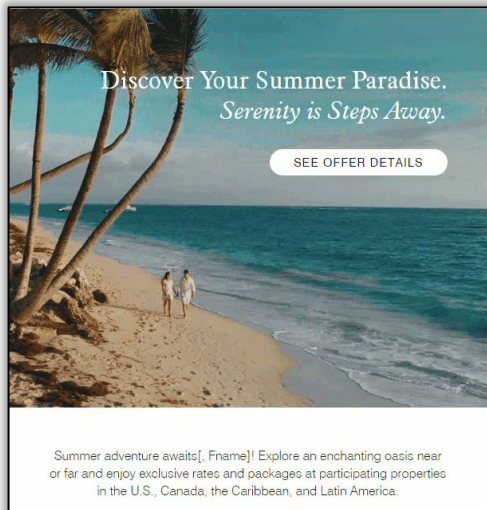 Discover Your Summer Paradise.
Serenity is Steps Away.
SEE OFFER DETAILS
Summer adventure awaits[, Fname]! Explore an enchanting oasis near
or far and enjoy exclusive rates and packages at participating properties
in the U.S., Canada, the Caribbean, and Latin America.